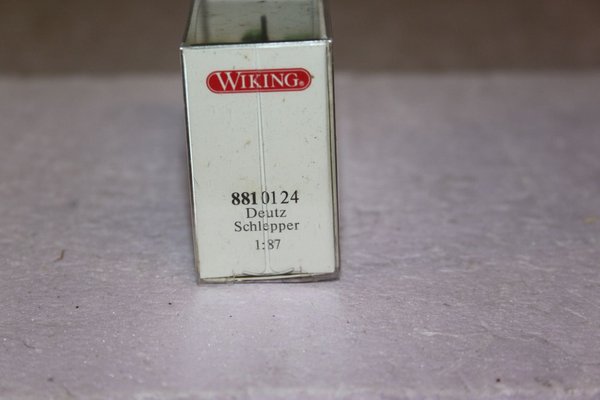 WIKING®
8810124
Deutz
Schlepper
1:87